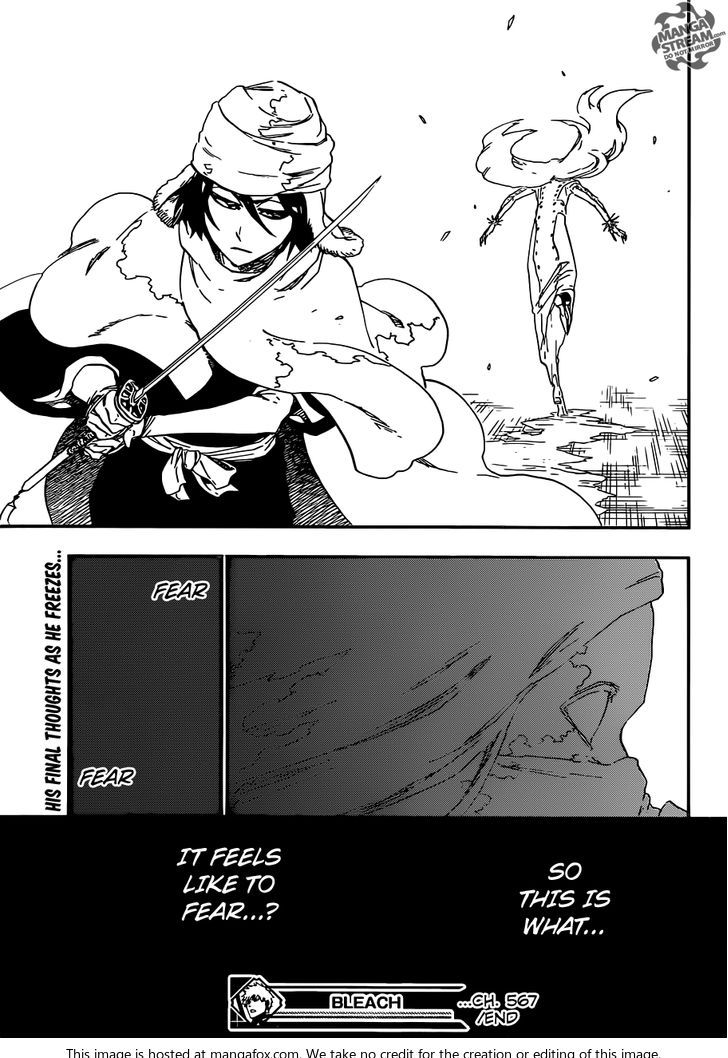 MANGA
STREAM.com
DO NOT MIRROR
FEAR
FEAR
HIS FINAL THOUGHTS AS HE FREEZES...
SO
THIS IS
WHAT...
IT FEELS
LIKE TO
FEAR...?
BLEACH
...CH. 567
/END
This image is hosted at mangafox.com. We take no credit for the creation or editing of this image.